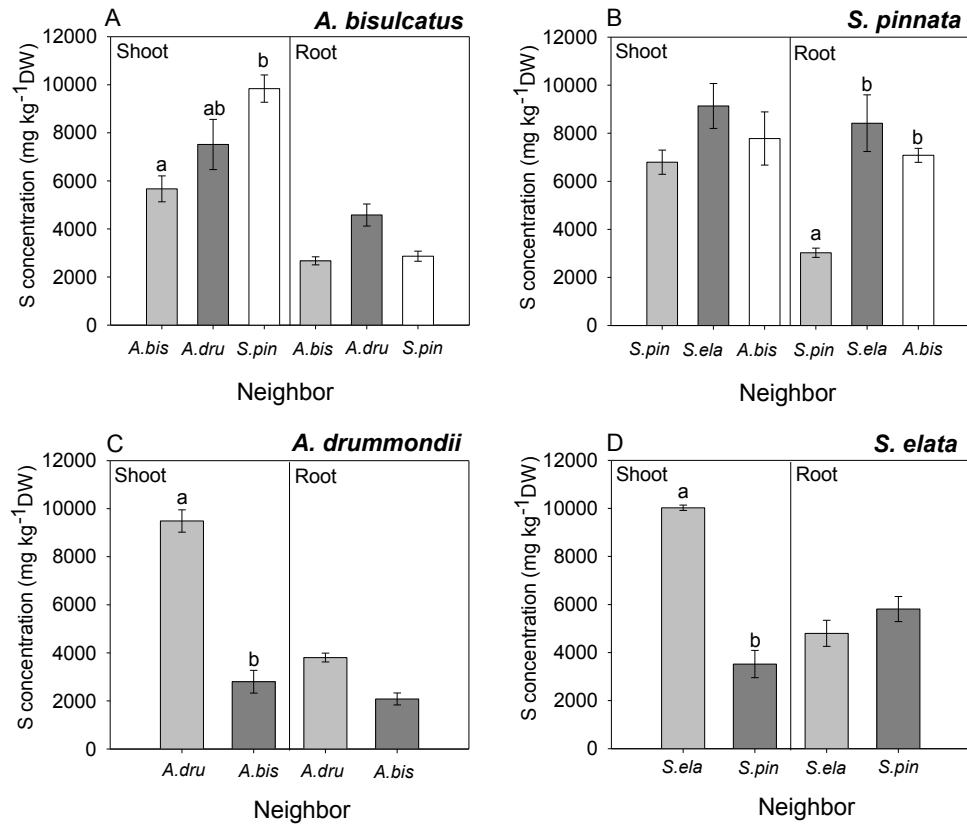 A
A. bisulcatus
S concentration (mg kg⁻¹DW)
12000
10000
8000
6000
4000
2000
0
Shoot
Root
a
ab
b
A.bis
A.dru
S.pin
A.bis
A.dru
S.pin
Neighbor
B
S. pinnata
S concentration (mg kg⁻¹DW)
12000
10000
8000
6000
4000
2000
0
Shoot
Root
a
b
b
S.pin
S.ela
A.bis
S.pin
S.ela
A.bis
Neighbor
C
A. drummondii
S concentration (mg kg⁻¹DW)
12000
10000
8000
6000
4000
2000
0
Shoot
Root
a
b
A.dru
A.bis
A.dru
A.bis
Neighbor
D
S. elata
S concentration (mg kg⁻¹DW)
12000
10000
8000
6000
4000
2000
0
Shoot
Root
a
b
S.ela
S.pin
S.ela
S.pin
Neighbor